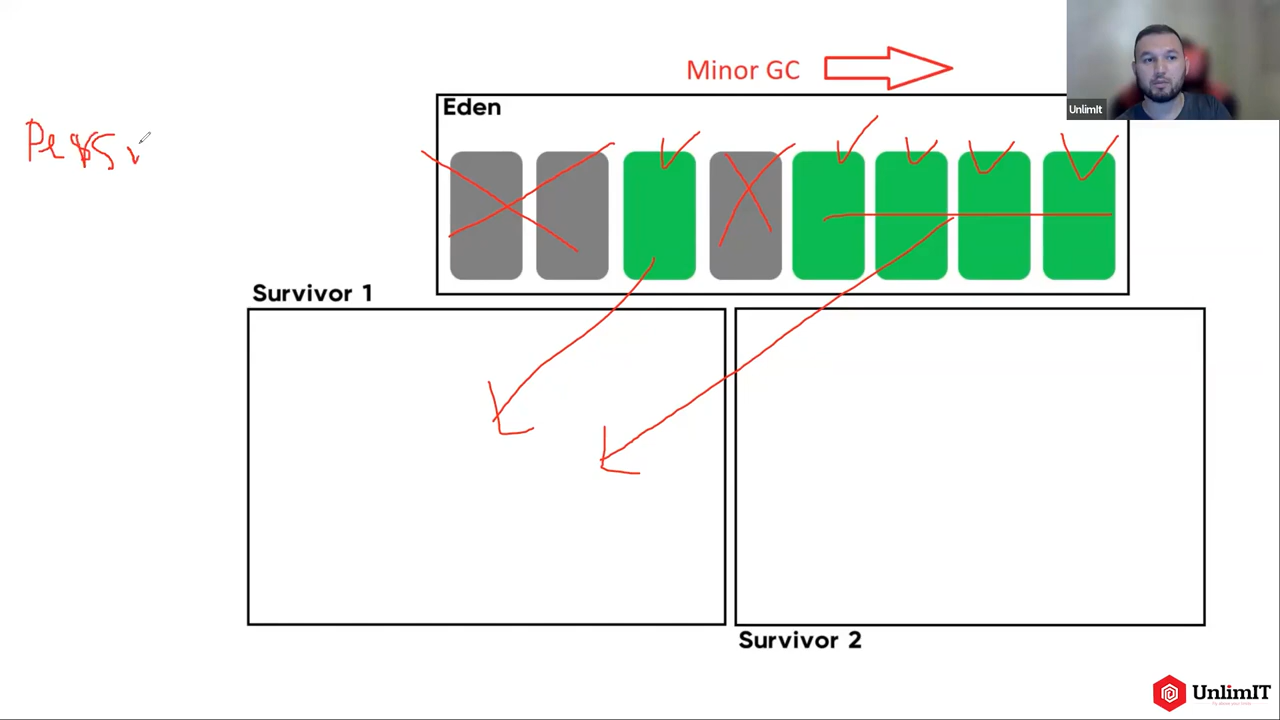 Minor GC
UnlimIt
Eden
Survivor 1
Survivor 2
UnlimIT